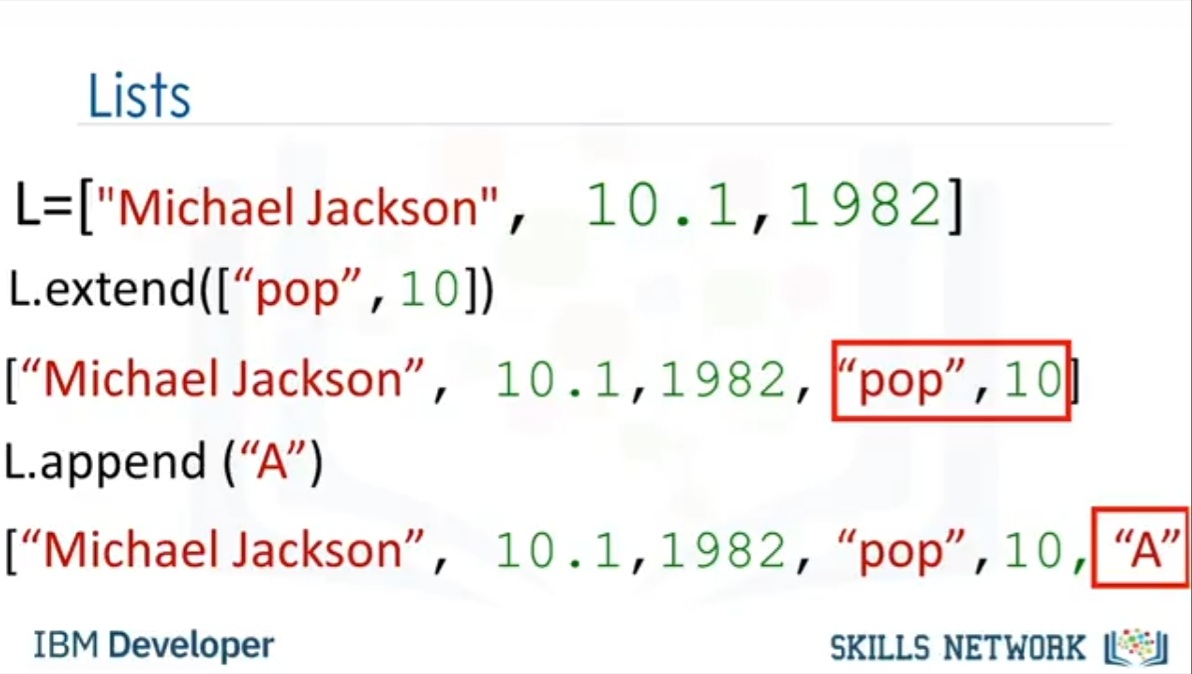 Lists
L=["Michael Jackson", 10.1,1982]
L.extend([“pop”,10])
[“Michael Jackson”, 10.1,1982, “pop”,10]
L.append (“A”)
[“Michael Jackson”, 10.1,1982, “pop”,10, “A”
IBM Developer
SKILLS NETWORK